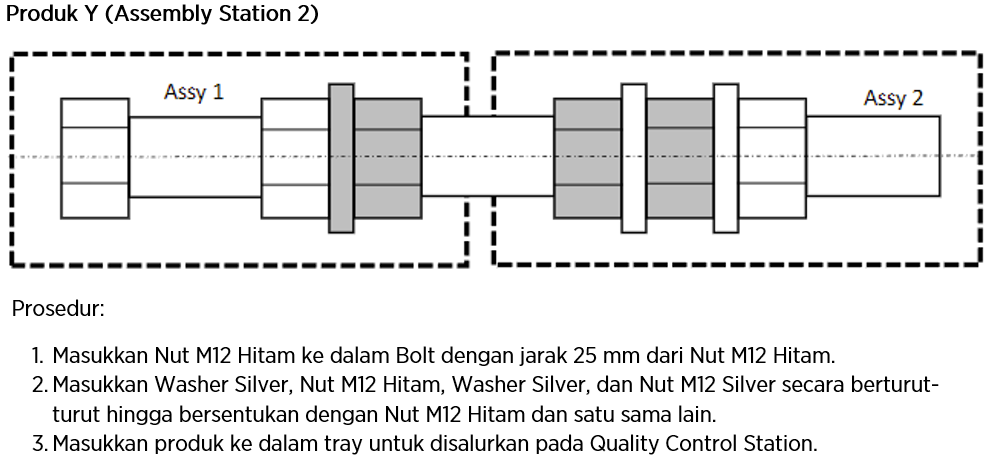 Produk Y (Assembly Station 2)
Assy 1
Assy 2
Prosedur:
1. Masukkan Nut M12 Hitam ke dalam Bolt dengan jarak 25 mm dari Nut M12 Hitam.
2. Masukkan Washer Silver, Nut M12 Hitam, Washer Silver, dan Nut M12 Silver secara berturut-
turut hingga bersentukan dengan Nut M12 Hitam dan satu sama lain.
3. Masukkan produk ke dalam tray untuk disalurkan pada Quality Control Station.